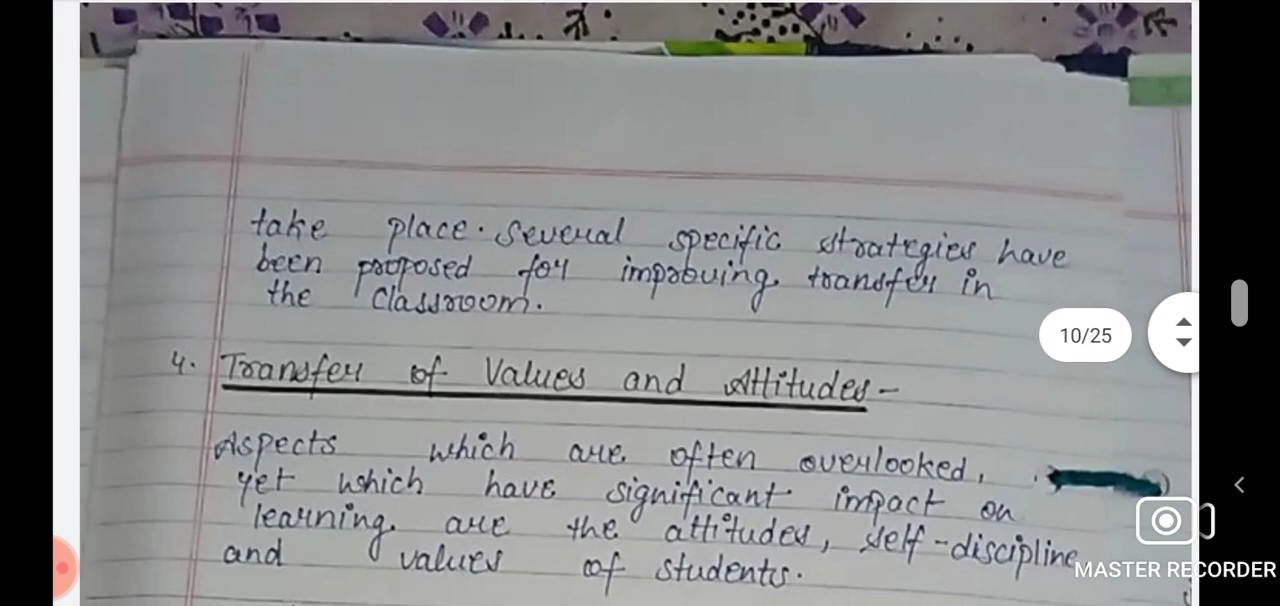 take place. Several specific strategies have
been proposed for improving transfer in
the Classroom.
10/25
4. Transfer of Values and Attitudes -
Aspects which are often overlooked,
yet which have significant impact on
learning are the attitudes, self-discipline
and values of students.
MASTER RECORDER